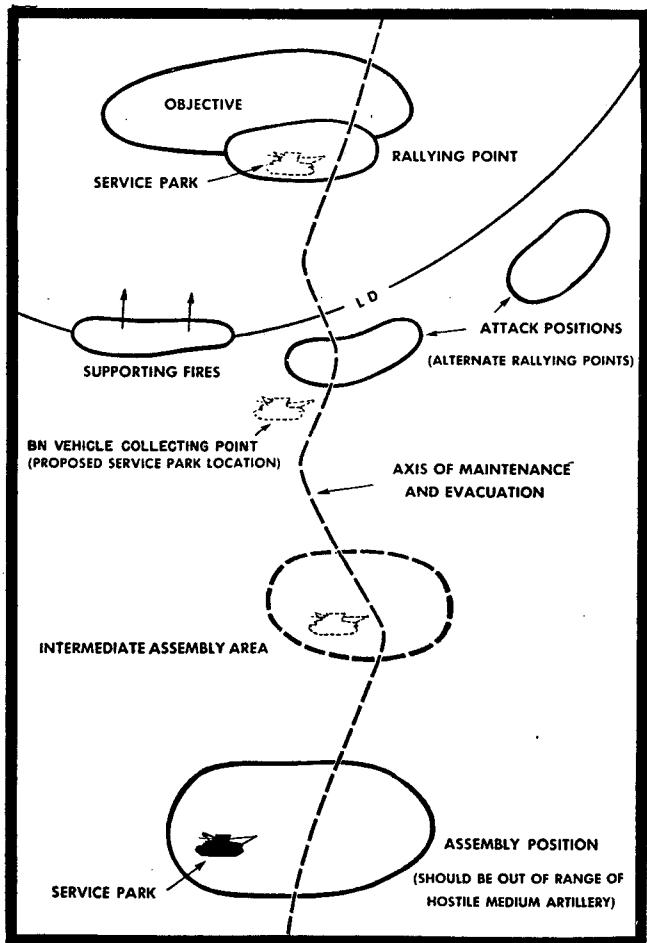 OBJECTIVE
RALLYING POINT
SERVICE PARK
LD
ATTACK POSITIONS
(ALTERNATE RALLYING POINTS)
SUPPORTING FIRES
BN VEHICLE COLLECTING POINT
(PROPOSED SERVICE PARK LOCATION)
AXIS OF MAINTENANCE
AND EVACUATION
INTERMEDIATE ASSEMBLY AREA
ASSEMBLY POSITION
(SHOULD BE OUT OF RANGE OF
HOSTILE MEDIUM ARTILLERY)
SERVICE PARK